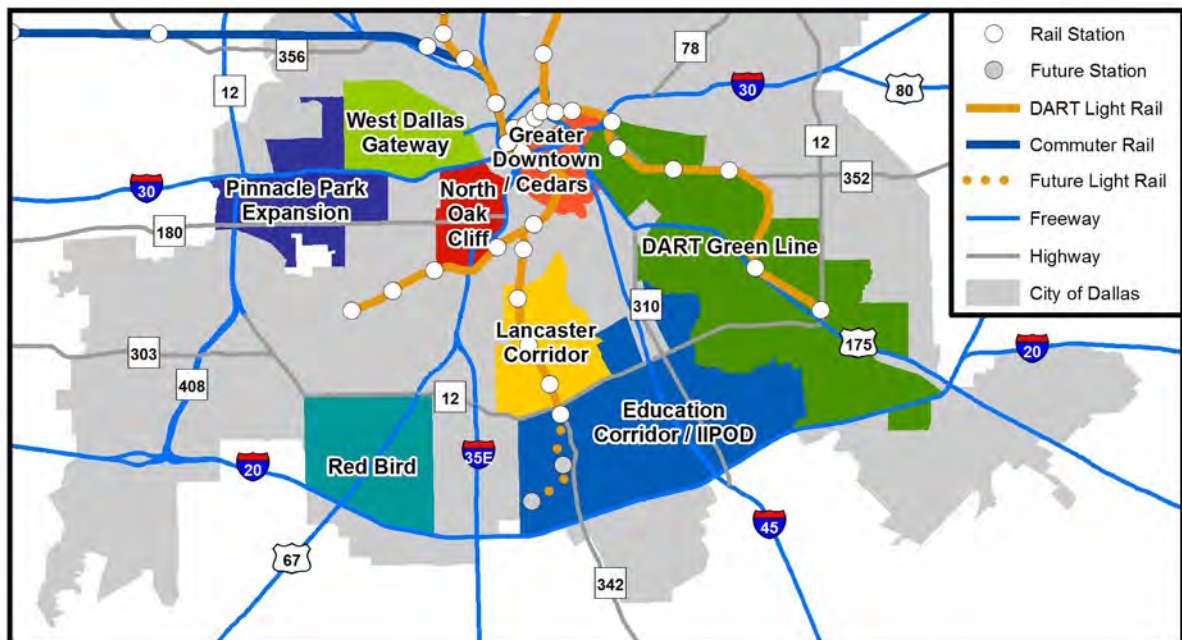 356
78
30
80
12
12
352
West Dallas
Gateway
Greater
Downtown
/ Cedars
30
Pinnacle Park
Expansion
North
Oak
Cliff
180
DART Green Line
310
Lancaster
Corridor
303
175
20
408
12
Education
Corridor / IIPOD
Red Bird
35E
20
45
67
342
Rail Station
Future Station
DART Light Rail
Commuter Rail
Future Light Rail
Freeway
Highway
City of Dallas